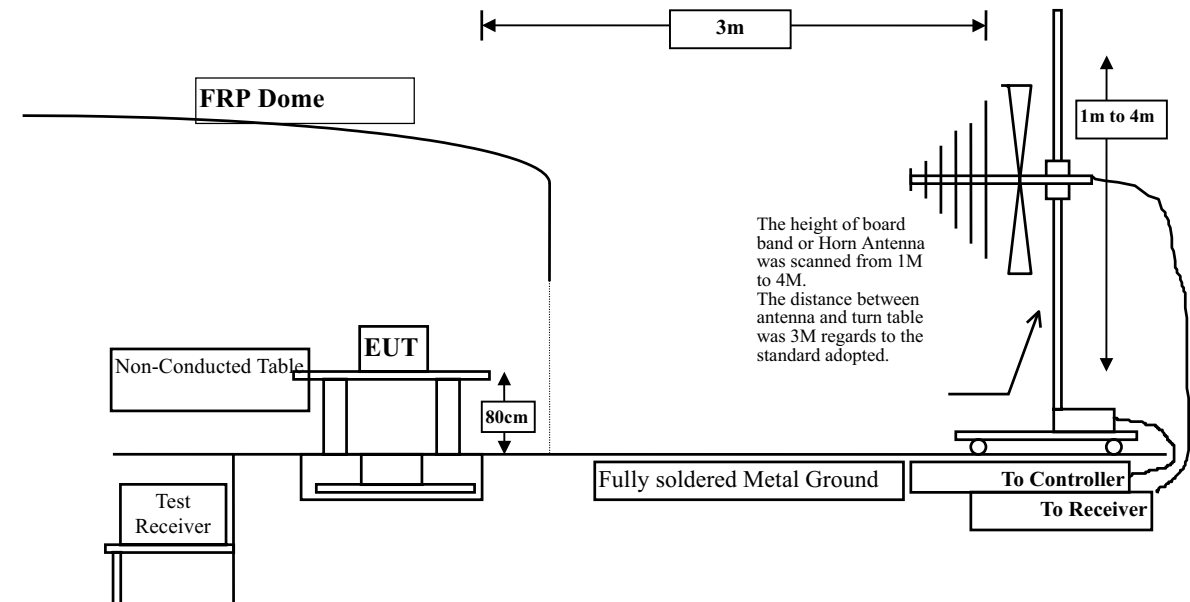 3m
FRP Dome
1m to 4m
The height of board
band or Horn Antenna
was scanned from 1M
to 4M.
The distance between
antenna and turn table
was 3M regards to the
standard adopted.
EUT
Non-Conducted Table
80cm
Fully soldered Metal Ground
To Controller
To Receiver
Test
Receiver